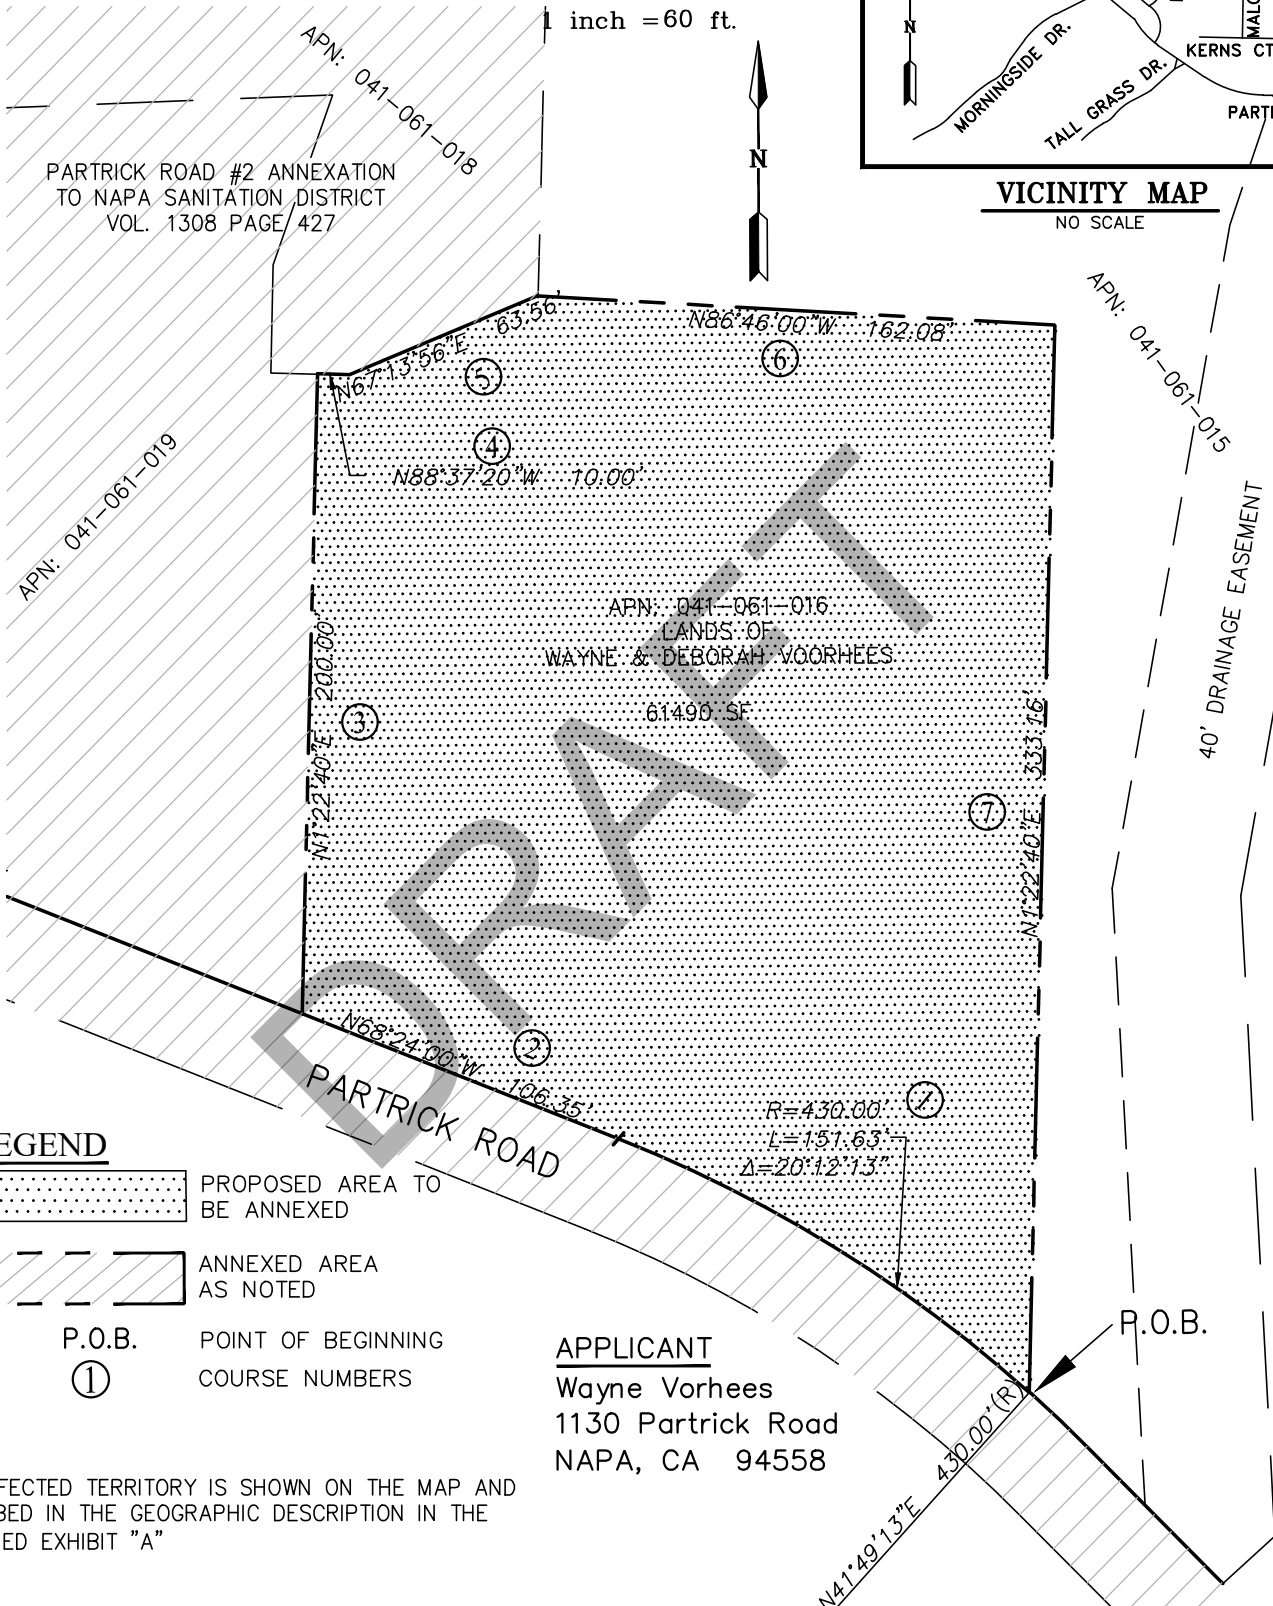 1 inch =60 ft.
N
N
MORNINGSIDE DR.
TALL GRASS DR.
KERNS CT
VICINITY MAP
NO SCALE
APN: 041-061-018
PARTRICK ROAD #2 ANNEXATION
TO NAPA SANITATION DISTRICT
VOL. 1308 PAGE 427
APN: 041-061-019
APN: 041-061-015
40' DRAINAGE EASEMENT
N67°13'56"E 63.56'
5
N86°46'00"W 162.08'
6
4
N88°37'20"W 10.00'
APN: 041-061-016
LANDS OF
WAYNE & DEBORAH VOORHEES
61490 SF
N1°22'40"E 200.00'
3
N1°22'40"E 333.16'
7
N68°24'00"W 106.35'
2
R=430.00'
L=151.63'
Δ=20°12'13"
1
PARTRICK ROAD
DRAFT
P.O.B.
430.00'(R)
N41°49'13"E
EGEND
PROPOSED AREA TO
BE ANNEXED
ANNEXED AREA
AS NOTED
P.O.B. POINT OF BEGINNING
1 COURSE NUMBERS
APPLICANT
Wayne Vorhees
1130 Partrick Road
NAPA, CA 94558
FECTED TERRITORY IS SHOWN ON THE MAP AND
BED IN THE GEOGRAPHIC DESCRIPTION IN THE
ED EXHIBIT "A"